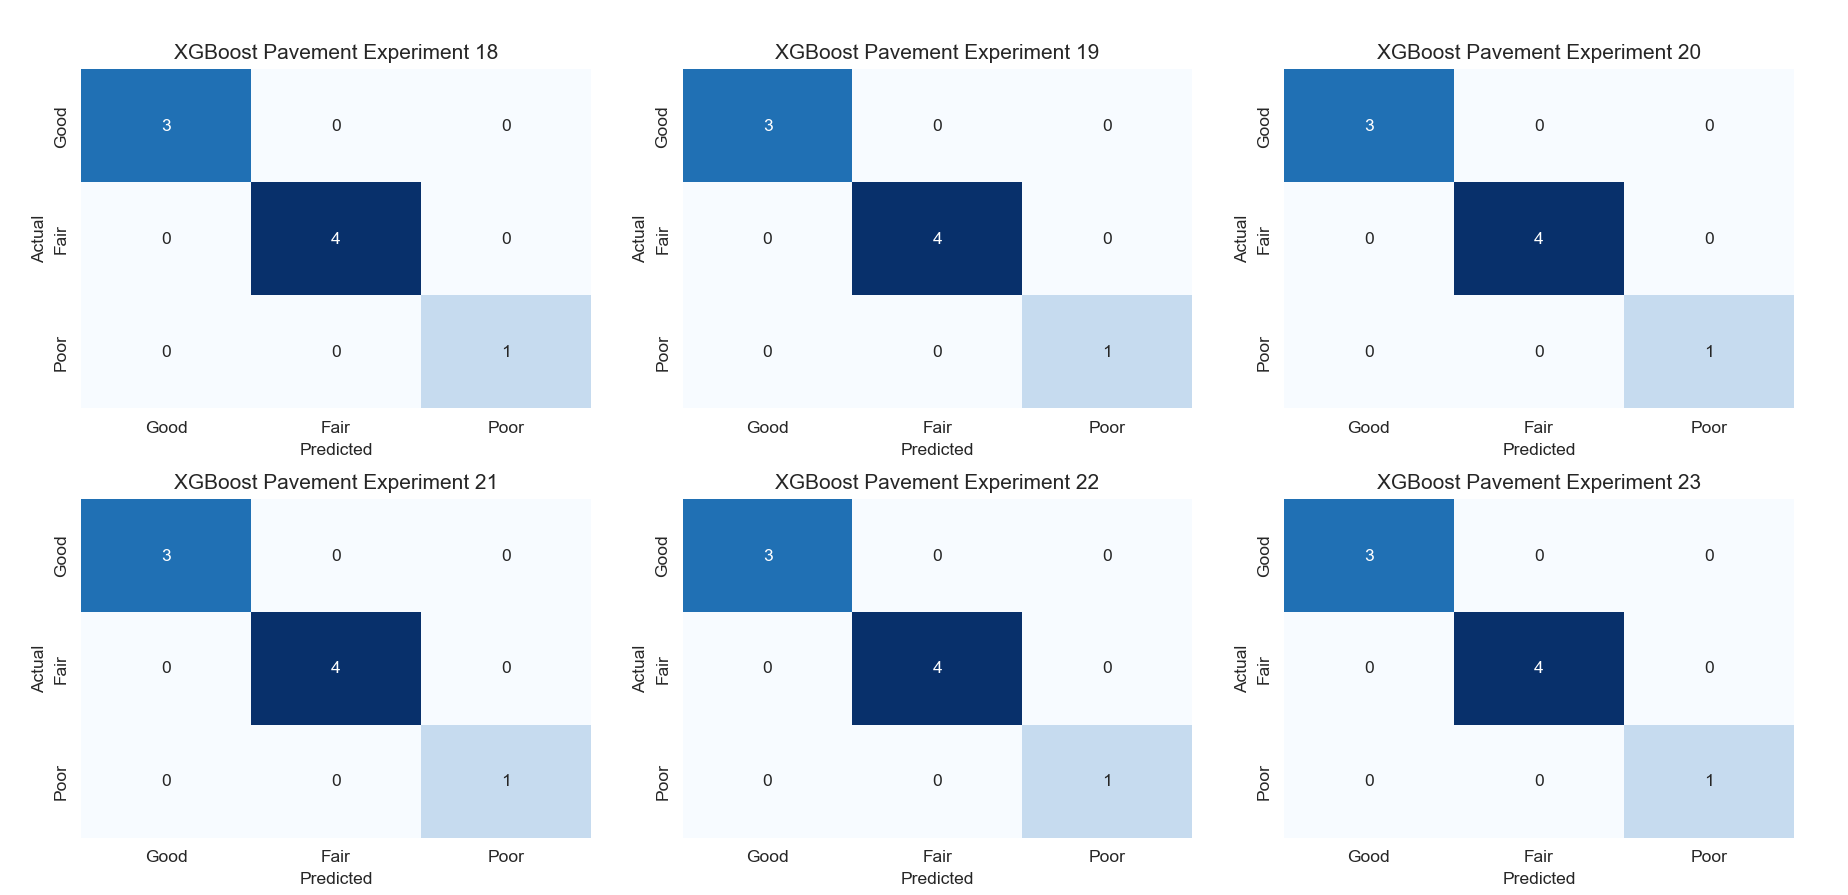 XGBoost Pavement Experiment 18
Actual
Good 3 0 0
Fair 0 4 0
Poor 0 0 1
Good Fair Poor
Predicted
XGBoost Pavement Experiment 19
Actual
Good 3 0 0
Fair 0 4 0
Poor 0 0 1
Good Fair Poor
Predicted
XGBoost Pavement Experiment 20
Actual
Good 3 0 0
Fair 0 4 0
Poor 0 0 1
Good Fair Poor
Predicted
XGBoost Pavement Experiment 21
Actual
Good 3 0 0
Fair 0 4 0
Poor 0 0 1
Good Fair Poor
Predicted
XGBoost Pavement Experiment 22
Actual
Good 3 0 0
Fair 0 4 0
Poor 0 0 1
Good Fair Poor
Predicted
XGBoost Pavement Experiment 23
Actual
Good 3 0 0
Fair 0 4 0
Poor 0 0 1
Good Fair Poor
Predicted